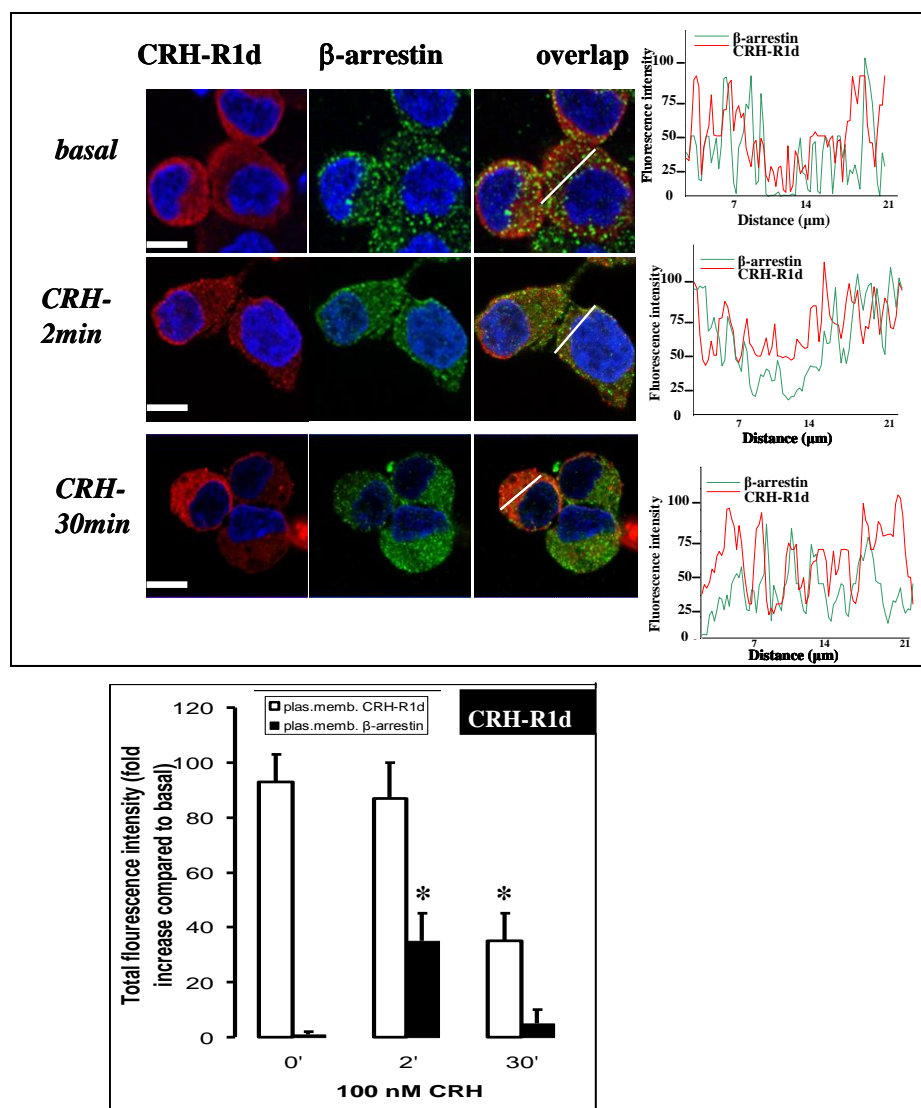 CRH-R1d β-arrestin overlap
basal
β-arrestin
CRH-R1d
Fluorescence intensity
100
75
50
25
0
7 14 21
Distance (μm)
CRH-
2min
β-arrestin
CRH-R1d
Fluorescence intensity
100
75
50
25
0
7 14 21
Distance (μm)
CRH-
30min
β-arrestin
CRH-R1d
Fluorescence intensity
100
75
50
25
0
7 14 21
Distance (μm)
plas.memb. CRH-R1d
plas.memb. β-arrestin
CRH-R1d
Total flourescence intensity (fold
increase compared to basal)
120
100
80
60
40
20
0
* *
0' 2' 30'
100 nM CRH